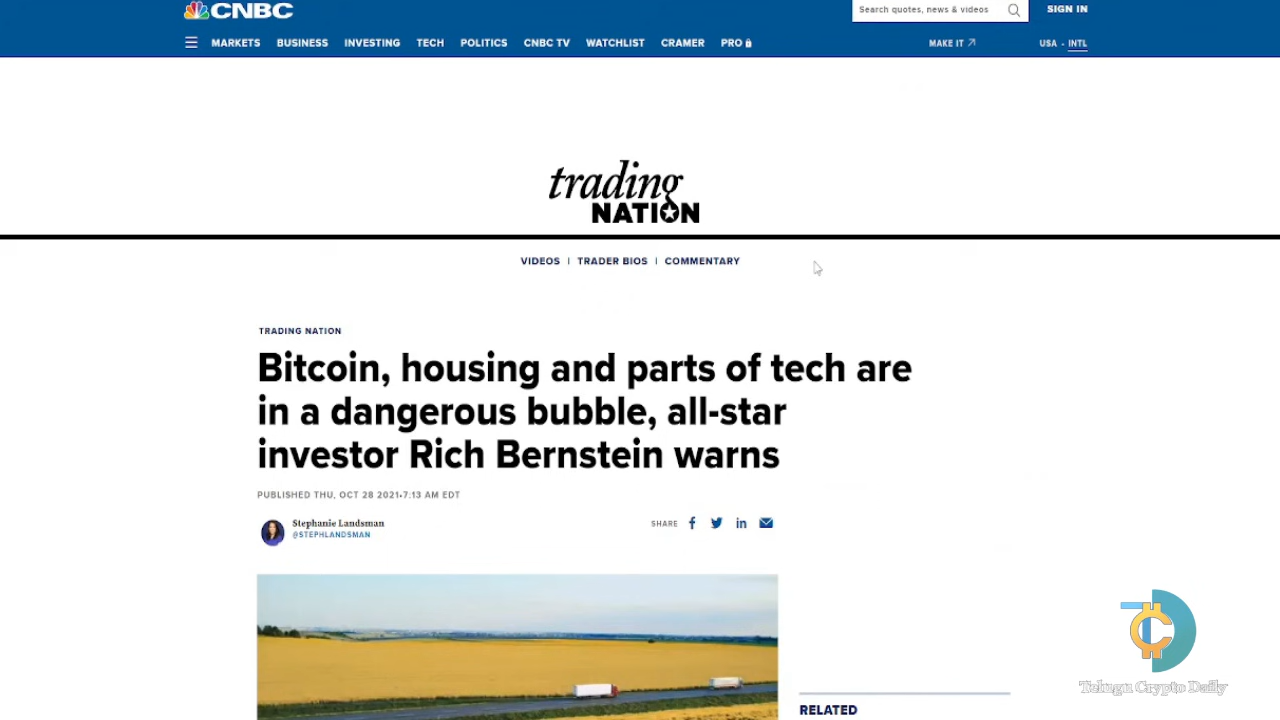 CNBC
Search quotes, news & videos
SIGN IN
MARKETS BUSINESS INVESTING TECH POLITICS CNBC TV WATCHLIST CRAMER PRO
MAKE IT
USA • INTL
trading
NATION
VIDEOS | TRADER BIOS | COMMENTARY
TRADING NATION
Bitcoin, housing and parts of tech are
in a dangerous bubble, all-star
investor Rich Bernstein warns
PUBLISHED THU, OCT 28 2021•7:13 AM EDT
Stephanie Landsman
@STEPHLANDSMAN
SHARE
RELATED
Telugu Crypto Daily